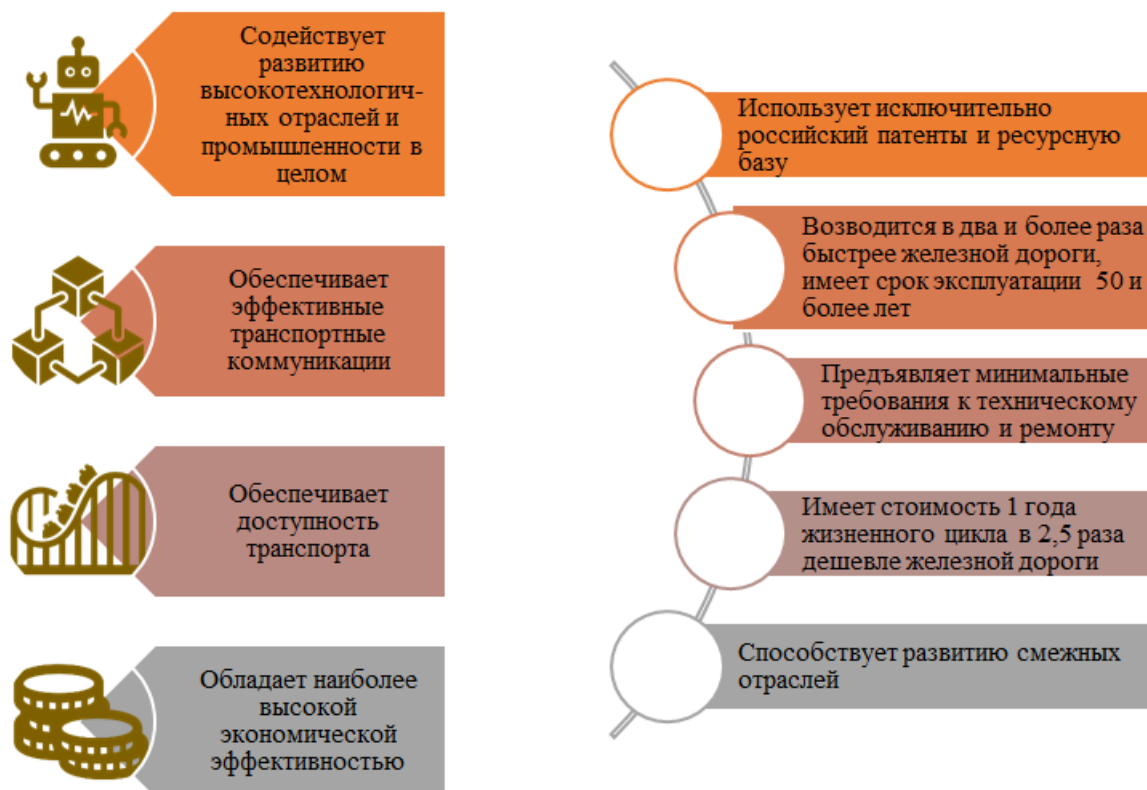 Содействует
развитию
высокотехнологич-
ных отраслей и
промышленности в
целом
Обеспечивает
эффективные
транспортные
коммуникации
Обеспечивает
доступность
транспорта
Обладает наиболее
высокой
экономической
эффективностью
Использует исключительно
российский патенты и ресурсную
базу
Возводится в два и более раза
быстрее железной дороги,
имеет срок эксплуатации 50 и
более лет
Предъявляет минимальные
требования к техническому
обслуживанию и ремонту
Имеет стоимость 1 года
жизненного цикла в 2,5 раза
дешевле железной дороги
Способствует развитию смежных
отраслей